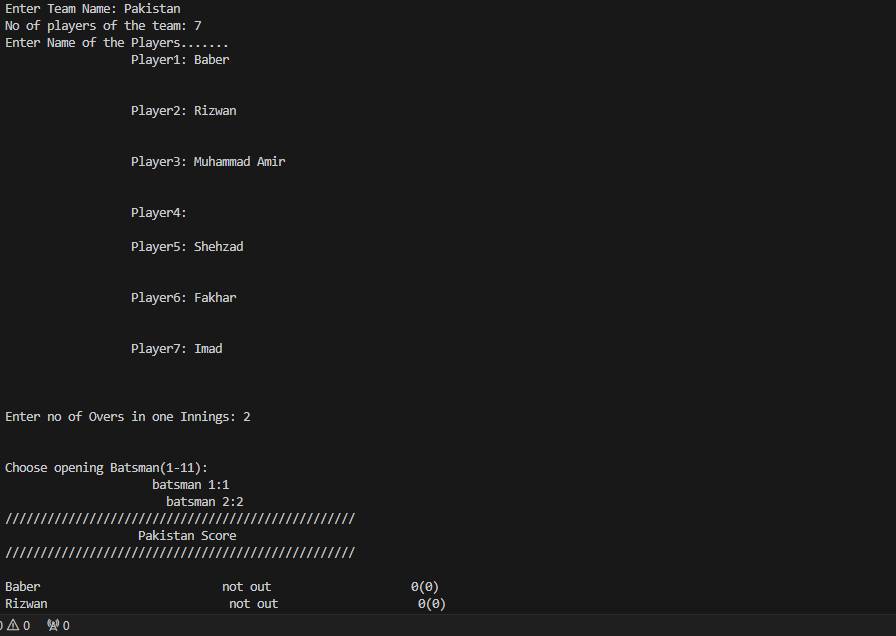 Enter Team Name: Pakistan
No of players of the team: 7
Enter Name of the Players.......
Player1: Baber
Player2: Rizwan
Player3: Muhammad Amir
Player4:
Player5: Shehzad
Player6: Fakhar
Player7: Imad
Enter no of Overs in one Innings: 2
Choose opening Batsman(1-11):
batsman 1:1
batsman 2:2
//////////////////////////////////////////////////
Pakistan Score
//////////////////////////////////////////////////
Baber not out 0(0)
Rizwan not out 0(0)
0 0